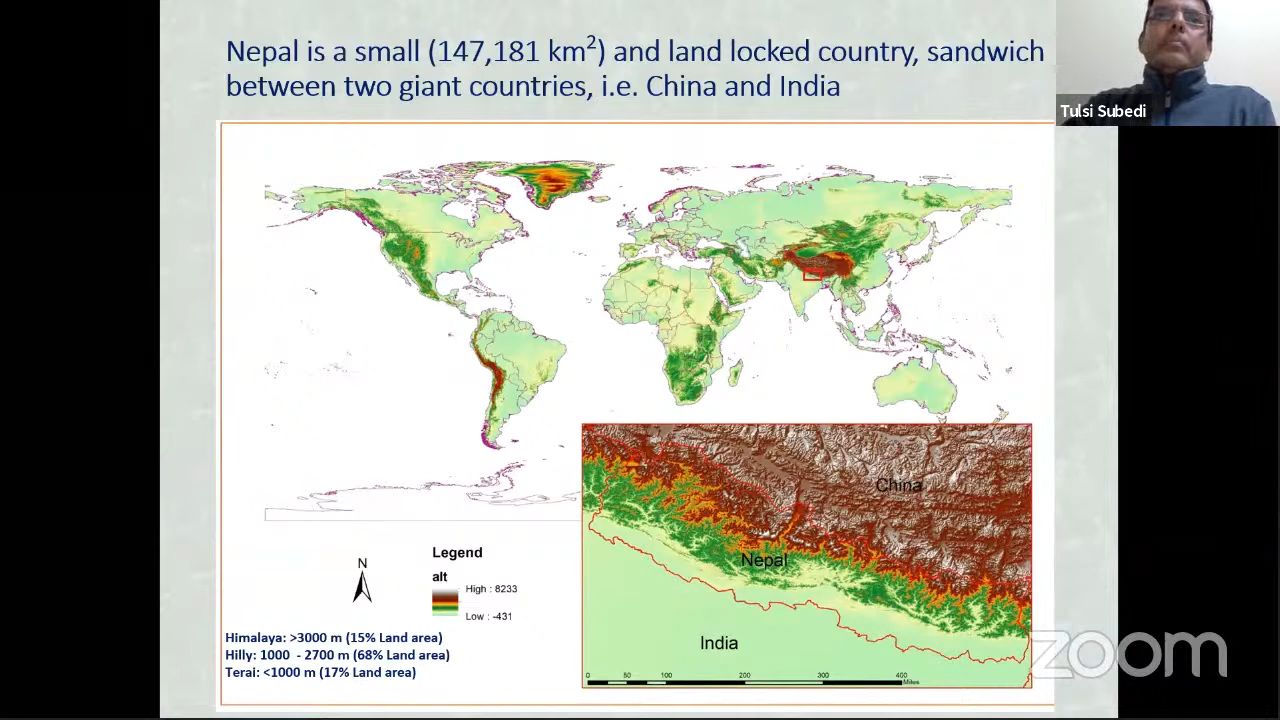 Nepal is a small (147,181 km²) and land locked country, sandwich
between two giant countries, i.e. China and India
Tulsi Subedi
China
Nepal
India
0 50 100 200 300 400
Miles
N
Legend
alt
High : 8233
Low : -431
Himalaya: >3000 m (15% Land area)
Hilly: 1000 - 2700 m (68% Land area)
Terai: <1000 m (17% Land area)
zoom